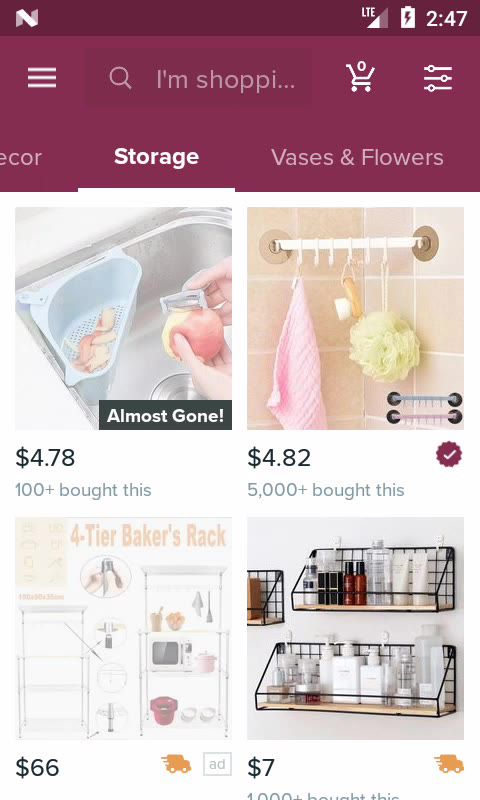 LTE 2:47
0
I'm shoppi...
ecor Storage Vases & Flowers
Almost Gone!
$4.78
100+ bought this
$4.82
5,000+ bought this
4-Tier Baker's Rack
$66
ad
$7
1,000+ bought this